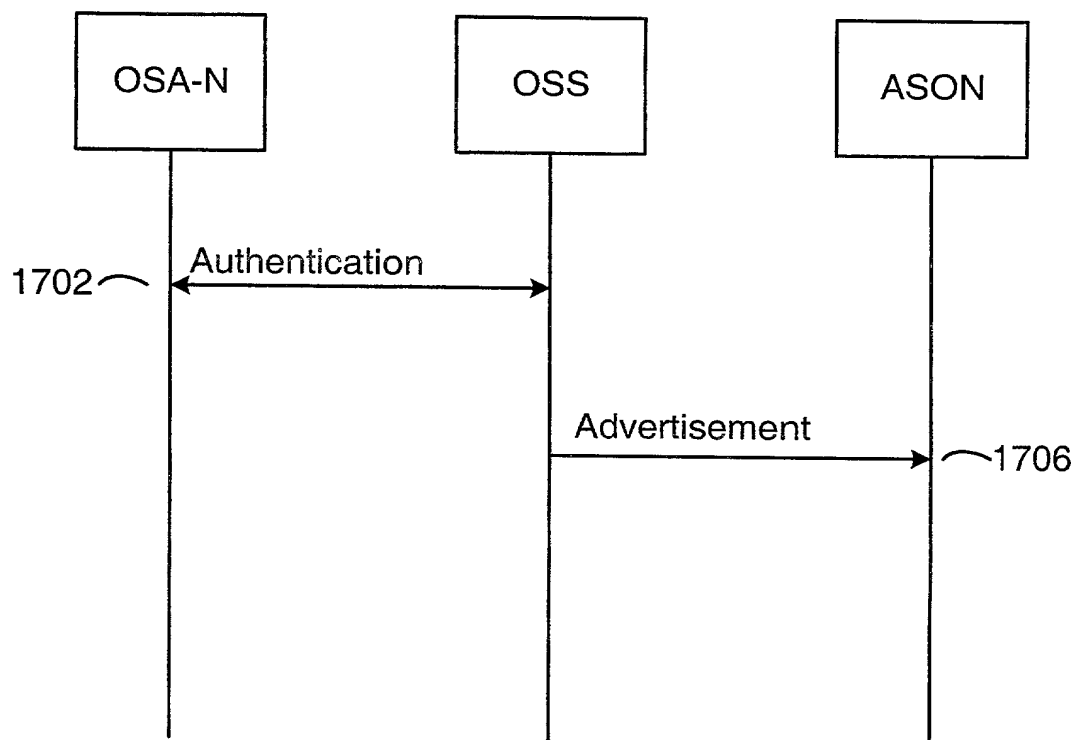 OSA-N
OSS
ASON
Authentication
1702
Advertisement
1706